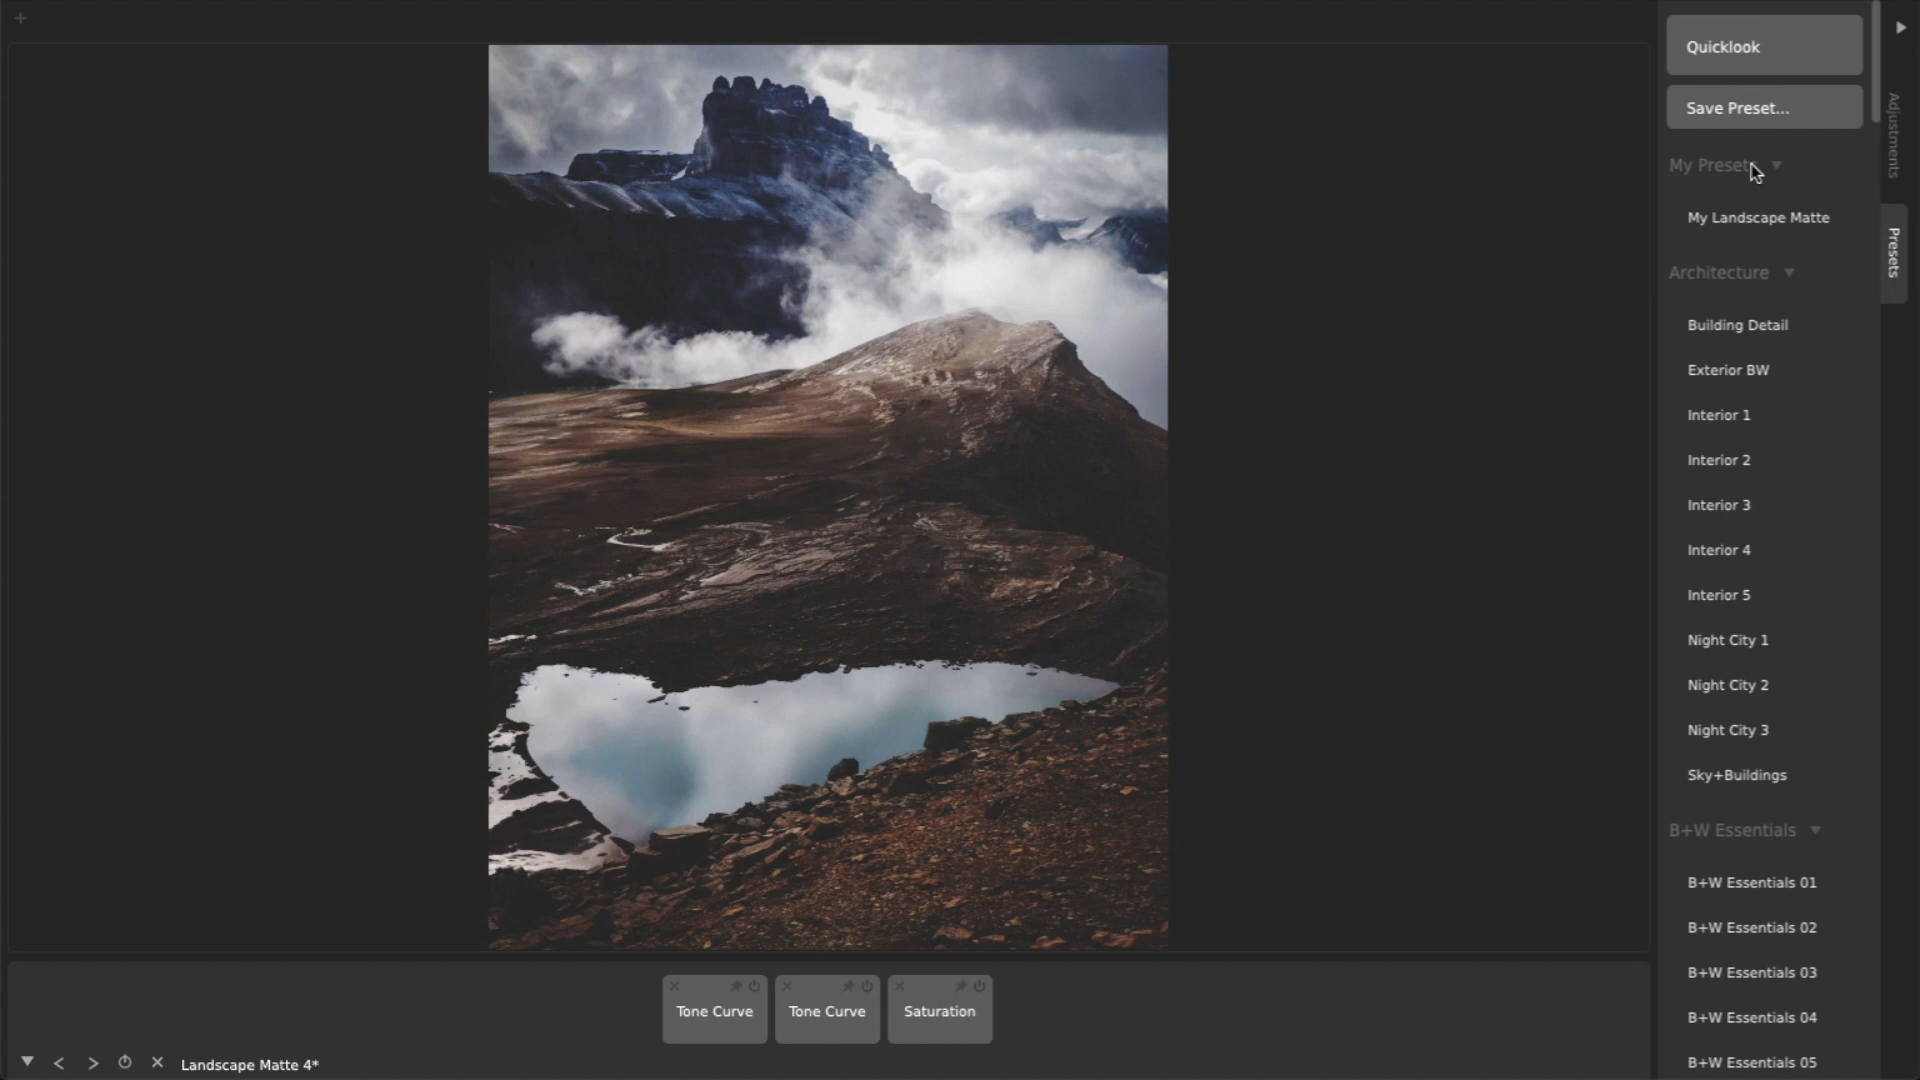 Quicklook
Save Preset...
My Presets
My Landscape Matte
Architecture
Building Detail
Exterior BW
Interior 1
Interior 2
Interior 3
Interior 4
Interior 5
Night City 1
Night City 2
Night City 3
Sky+Buildings
B+W Essentials
B+W Essentials 01
B+W Essentials 02
B+W Essentials 03
B+W Essentials 04
B+W Essentials 05
Adjustments
Presets
Tone Curve
Tone Curve
Saturation
Landscape Matte 4*